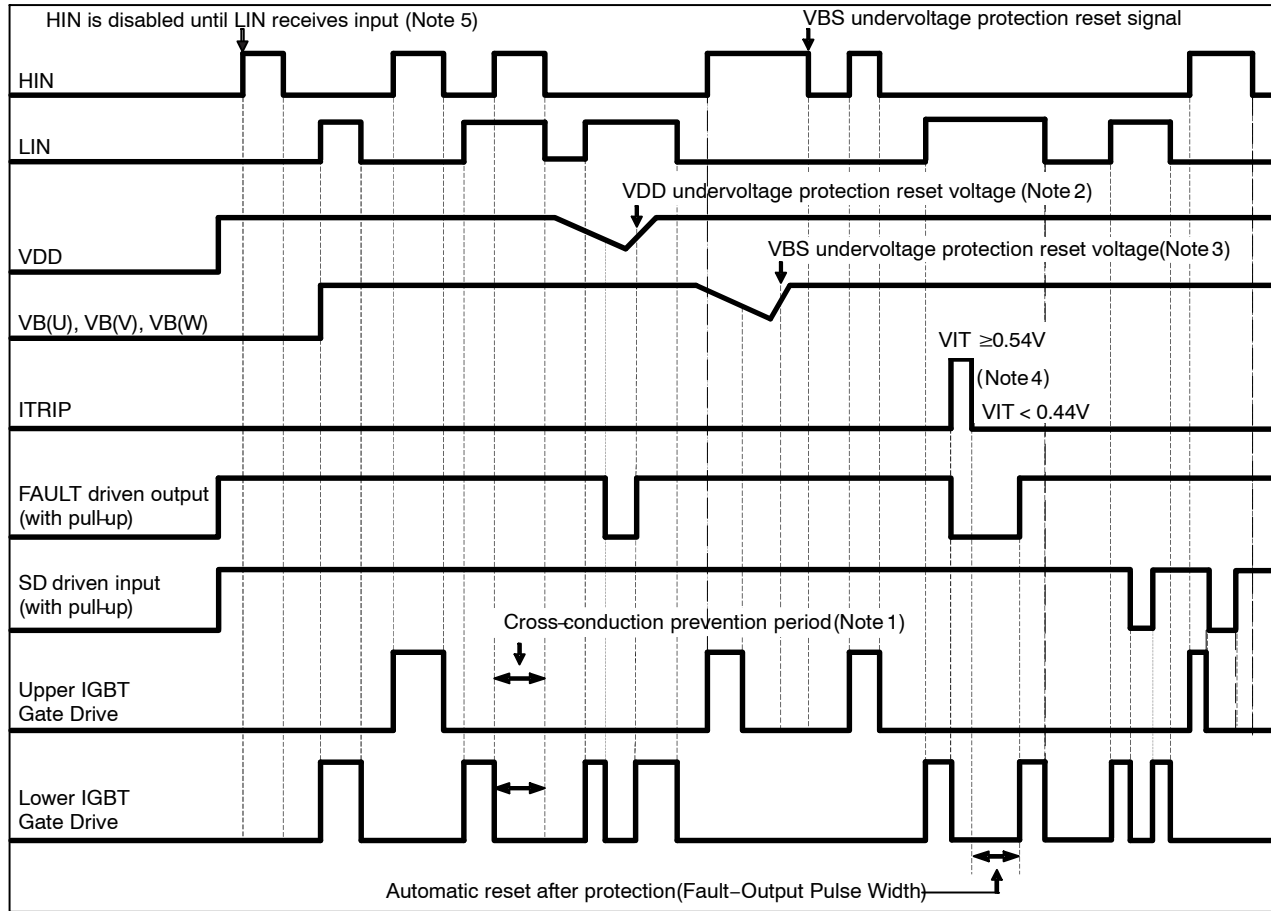 HIN is disabled until LIN receives input (Note 5)
VBS undervoltage protection reset signal
HIN
LIN
VDD undervoltage protection reset voltage (Note 2)
VDD
VBS undervoltage protection reset voltage(Note 3)
VB(U), VB(V), VB(W)
VIT ≥0.54V
(Note 4)
ITRIP
VIT < 0.44V
FAULT driven output
(with pull-up)
SD driven input
(with pull-up)
Cross-conduction prevention period(Note 1)
Upper IGBT
Gate Drive
Lower IGBT
Gate Drive
Automatic reset after protection(Fault-Output Pulse Width)